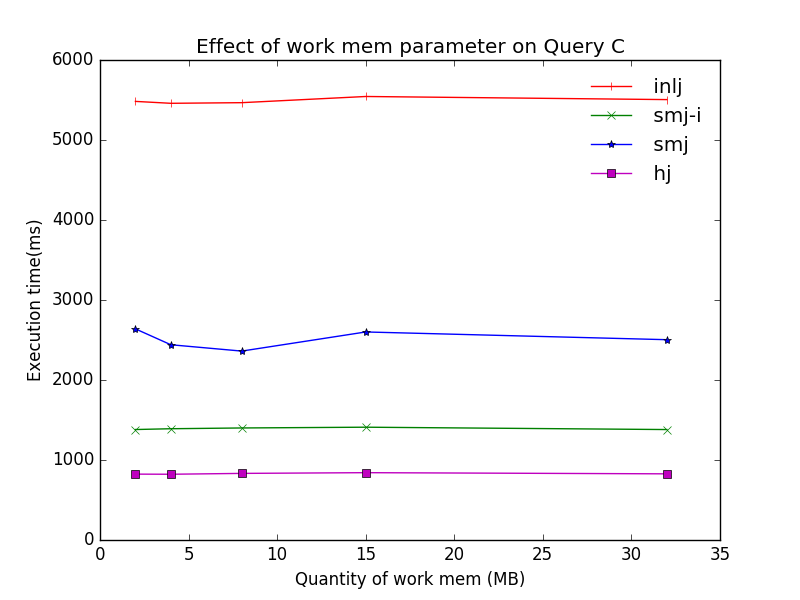 Effect of work mem parameter on Query C
6000
5000
4000
3000
2000
1000
0
Execution time(ms)
inlj
smj-i
smj
hj
0 5 10 15 20 25 30 35
Quantity of work mem (MB)